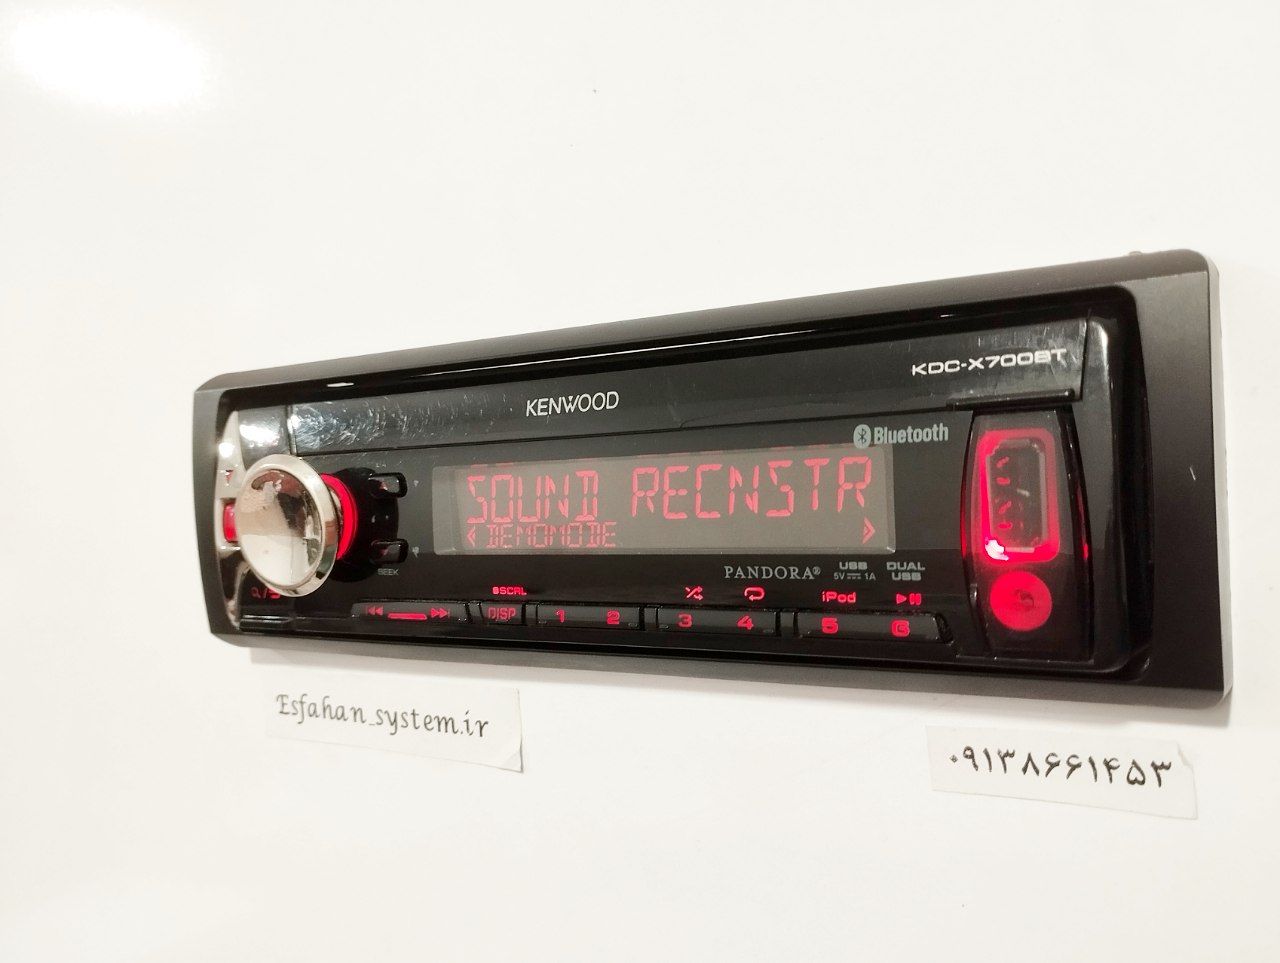 KDC-X700BT
KENWOOD
Bluetooth
SOUND RECNSTR
DEMOMODE
PANDORA®
USB
5V 1A
DUAL
USB
SEEK
SCRL
iPod
DISP 1 2 3 4 5 6
Esfahan_system.ir
۰۹۱۳۸۶۶۱۴۵۳